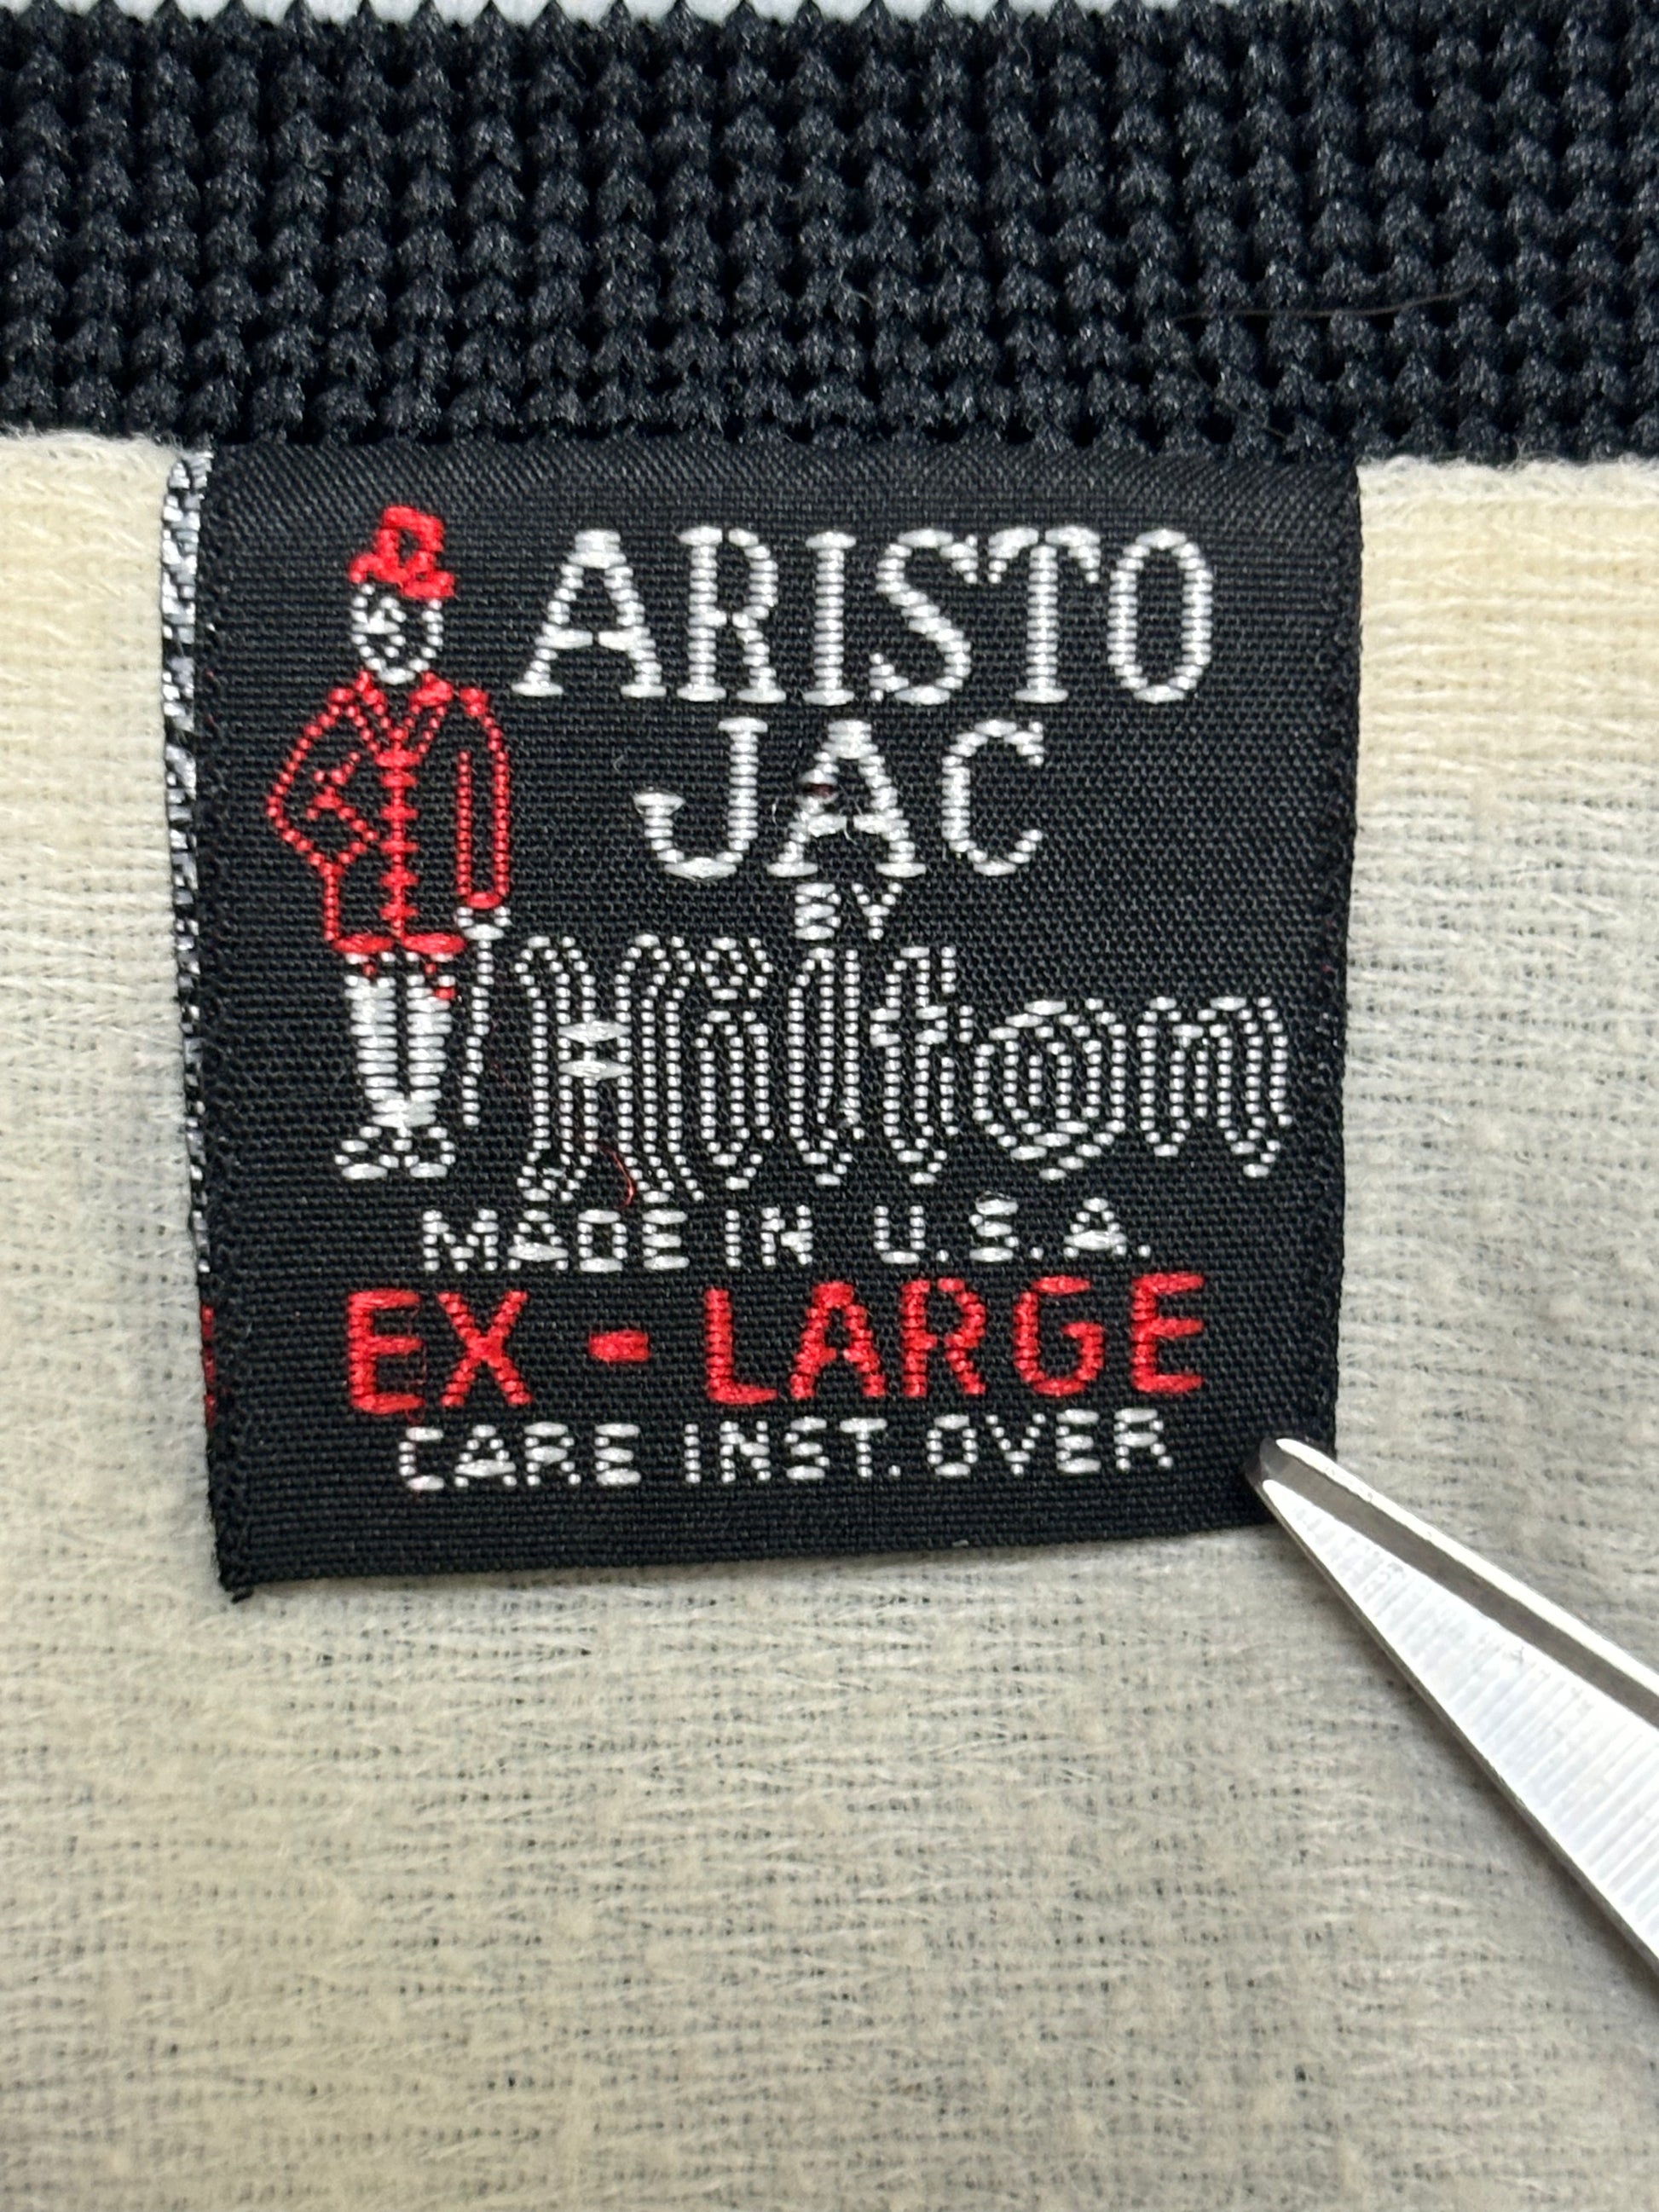 ARISTO
JAC
BY
Hilton
MADE IN U.S.A.
EX - LARGE
CARE INST. OVER